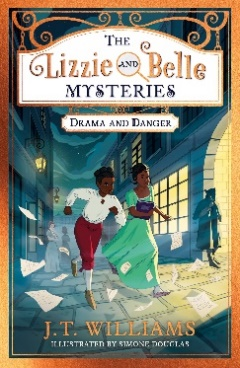 THE
Lizzie AND Belle
MYSTERIES
DRAMA AND DANGER
J.T. WILLIAMS
ILLUSTRATED BY SIMONE DOUGLAS